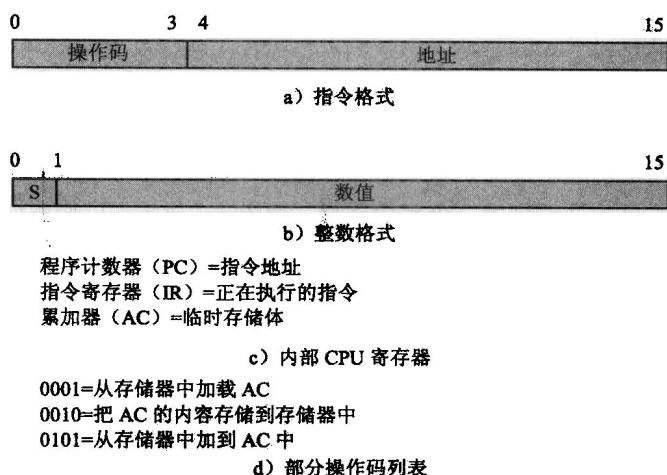 0 3 4 15
操作码 地址
a）指令格式
0 1 15
S 数值
b）整数格式
程序计数器（PC）=指令地址
指令寄存器（IR）=正在执行的指令
累加器（AC）=临时存储体
c）内部 CPU 寄存器
0001=从存储器中加载 AC
0010=把 AC 的内容存储到存储器中
0101=从存储器中加到 AC 中
d）部分操作码列表